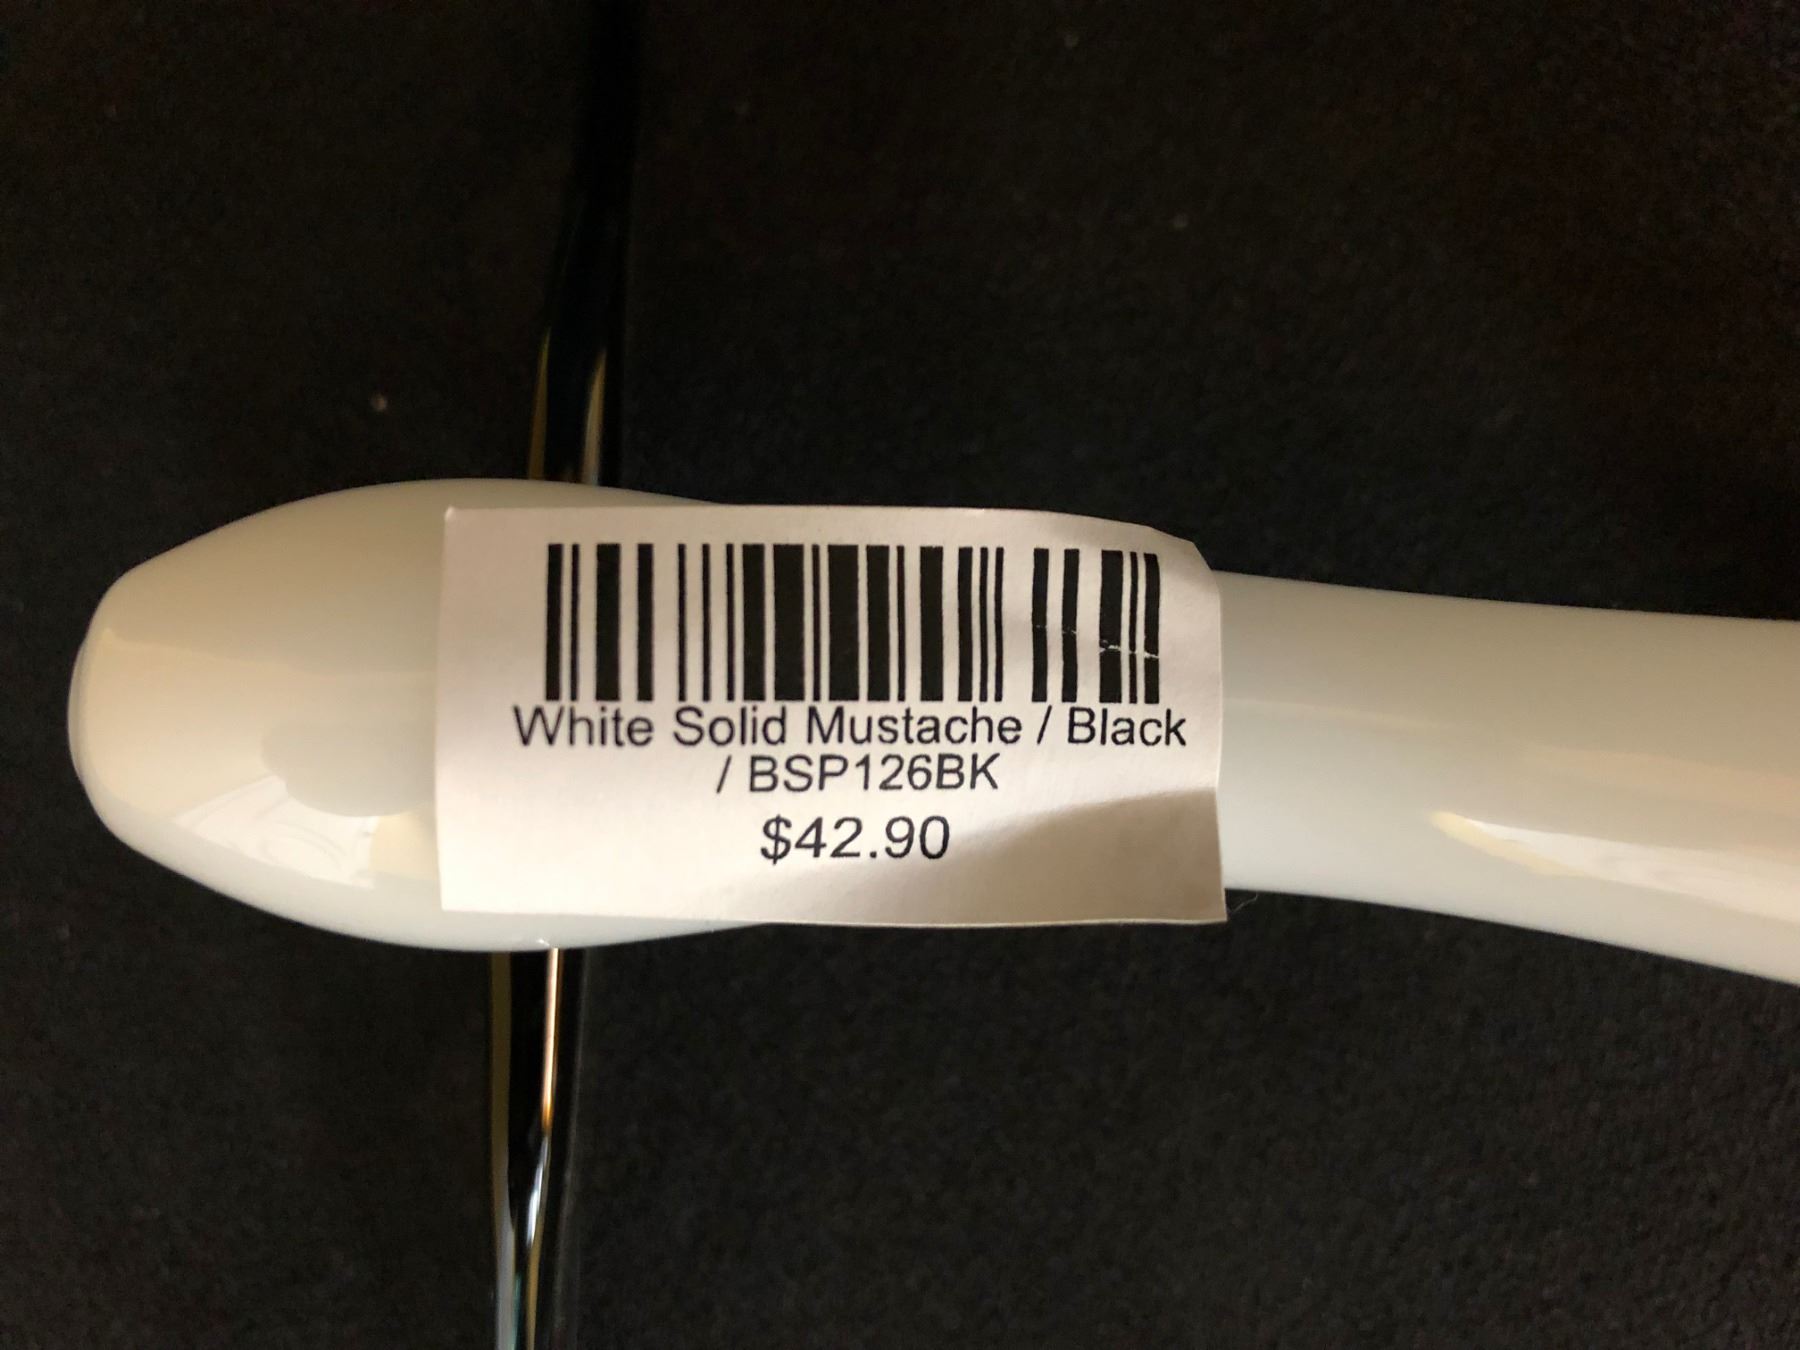 White Solid Mustache / Black
/ BSP126BK
$42.90